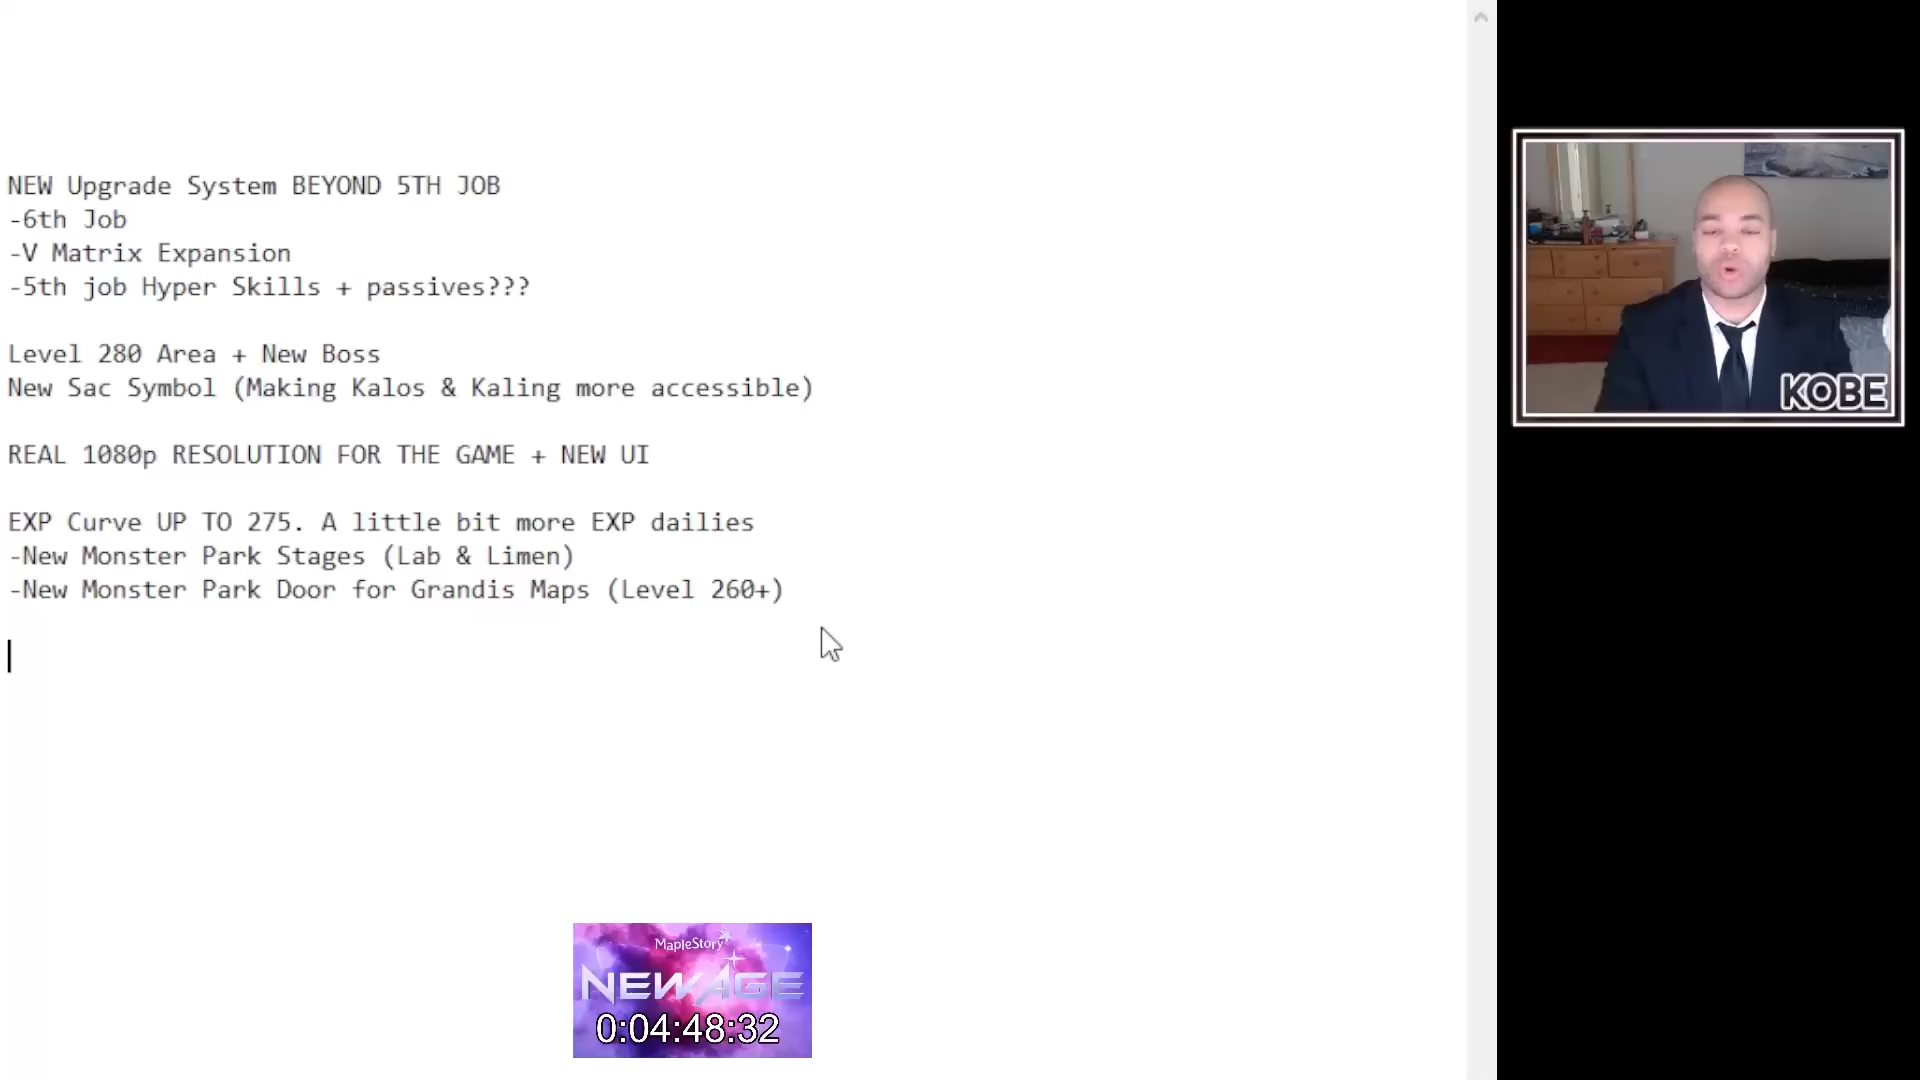 NEW Upgrade System BEYOND 5TH JOB
-6th Job
-V Matrix Expansion
-5th job Hyper Skills + passives???
Level 280 Area + New Boss
New Sac Symbol (Making Kalos & Kaling more accessible)
REAL 1080p RESOLUTION FOR THE GAME + NEW UI
EXP Curve UP TO 275. A little bit more EXP dailies
-New Monster Park Stages (Lab & Limen)
-New Monster Park Door for Grandis Maps (Level 260+)
KOBE
MapleStory
NEW AGE
0:04:48:32